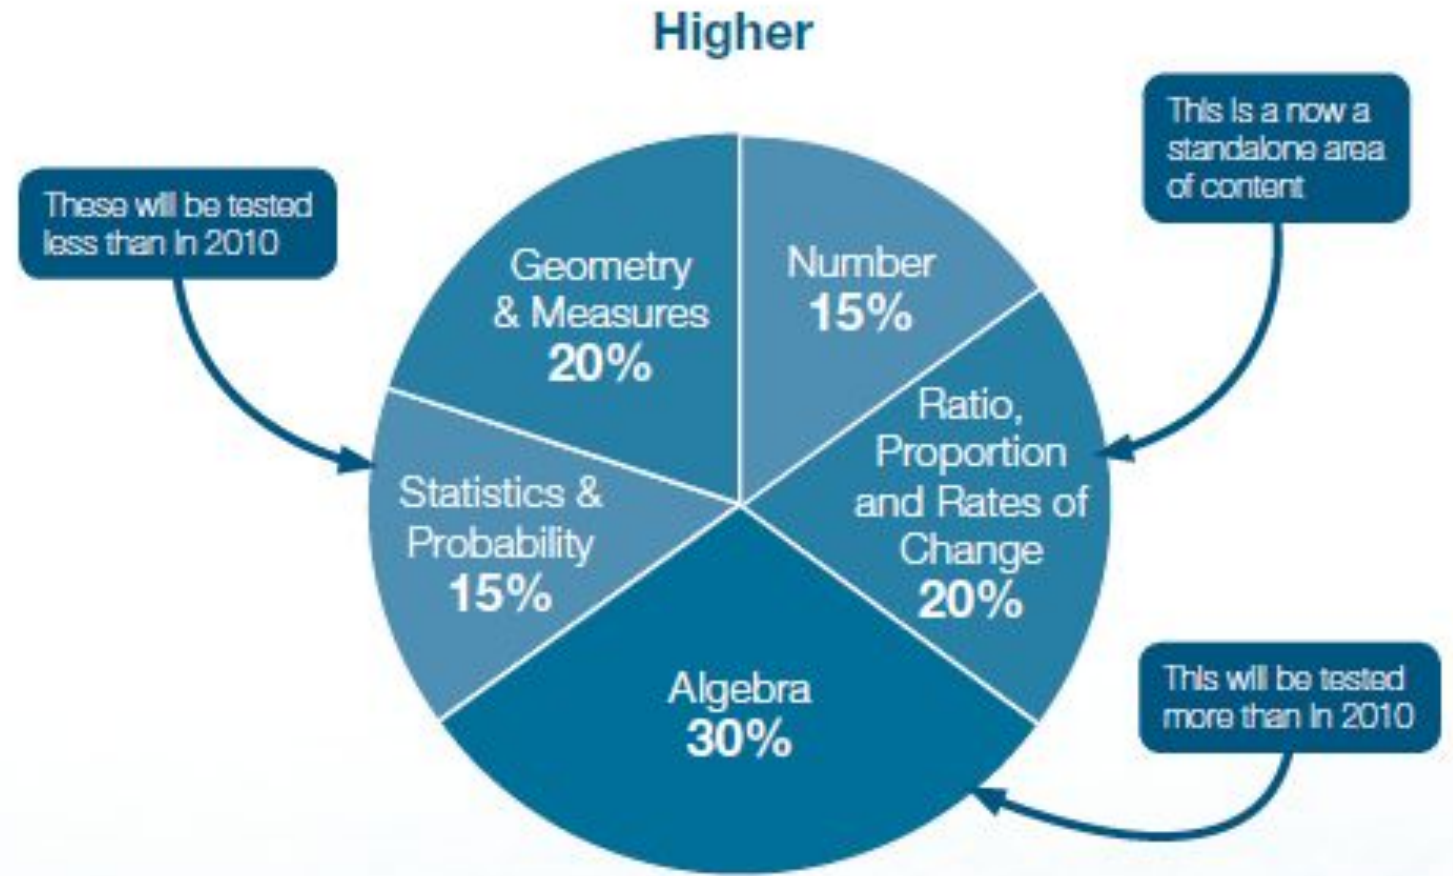 Higher
This is a now a
standalone area
of content
These will be tested
less than in 2010
Geometry
& Measures
20%
Number
15%
Ratio,
Proportion
and Rates of
Change
20%
Statistics &
Probability
15%
Algebra
30%
This will be tested
more than in 2010